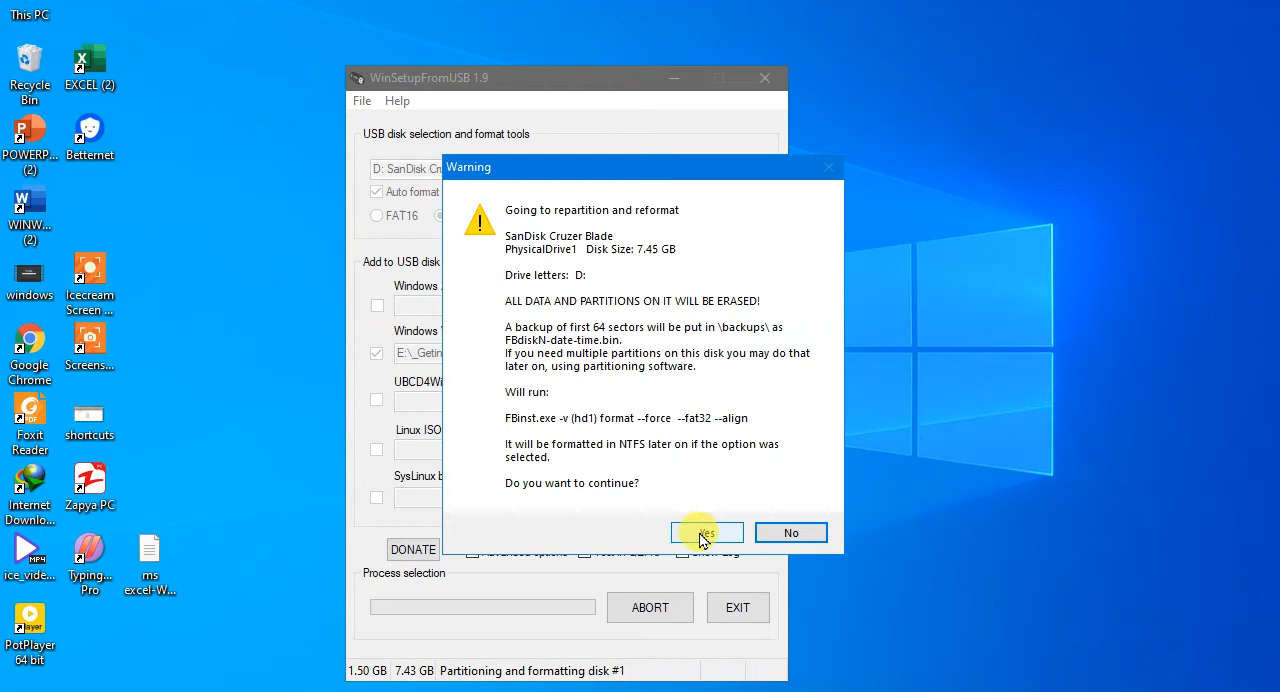 This PC
Recycle
Bin
EXCEL (2)
POWERP...
(2)
Betternet
WINW...
(2)
windows
Icecream
Screen ...
Google
Chrome
Screens...
Foxit
Reader
shortcuts
Internet
Downlo...
Zapya PC
ice_vide...
Typing...
Pro
ms
excel-W...
PotPlayer
64 bit
WinSetupFromUSB 1.9
File Help
USB disk selection and format tools
D: SanDisk Cru
Auto format
FAT16
Add to USB disk
Windows
E:\_Getin
UBCD4Wi
Linux ISO
SysLinux b
DONATE
Process selection
ABORT
EXIT
1.50 GB 7.43 GB Partitioning and formatting disk #1
Warning
Going to repartition and reformat
SanDisk Cruzer Blade
PhysicalDrive1 Disk Size: 7.45 GB
Drive letters: D:
ALL DATA AND PARTITIONS ON IT WILL BE ERASED!
A backup of first 64 sectors will be put in \backups\ as
FBdiskN-date-time.bin.
If you need multiple partitions on this disk you may do that
later on, using partitioning software.
Will run:
FBinst.exe -v (hd1) format --force --fat32 --align
It will be formatted in NTFS later on if the option was
selected.
Do you want to continue?
Yes
No